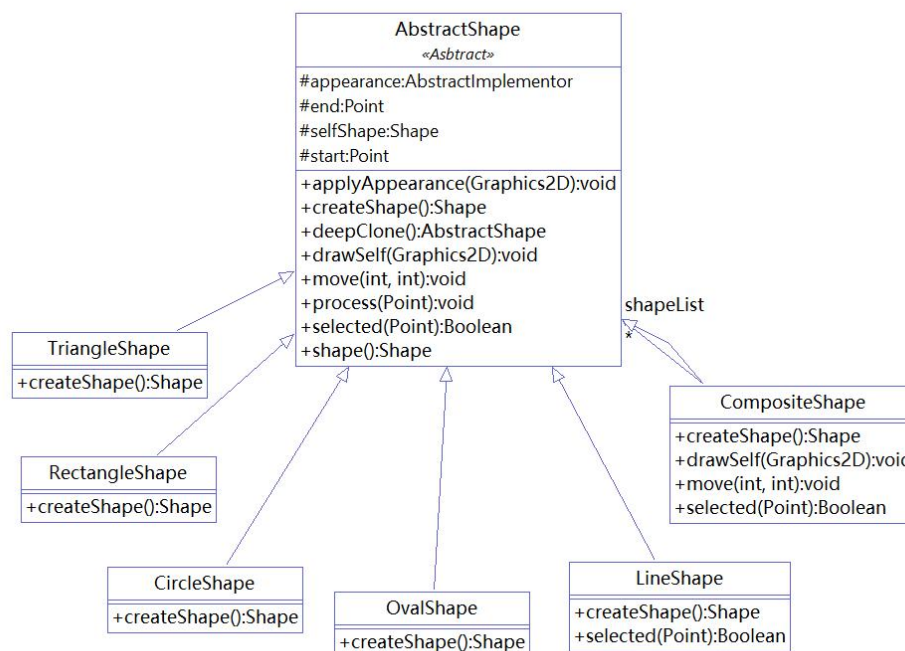 AbstractShape
«Asbtract»
#appearance:AbstractImplementor
#end:Point
#selfShape:Shape
#start:Point
+applyAppearance(Graphics2D):void
+createShape():Shape
+deepClone():AbstractShape
+drawSelf(Graphics2D):void
+move(int, int):void
+process(Point):void
+selected(Point):Boolean
+shape():Shape
shapeList
*
TriangleShape
+createShape():Shape
RectangleShape
+createShape():Shape
CircleShape
+createShape():Shape
OvalShape
+createShape():Shape
LineShape
+createShape():Shape
+selected(Point):Boolean
CompositeShape
+createShape():Shape
+drawSelf(Graphics2D):void
+move(int, int):void
+selected(Point):Boolean